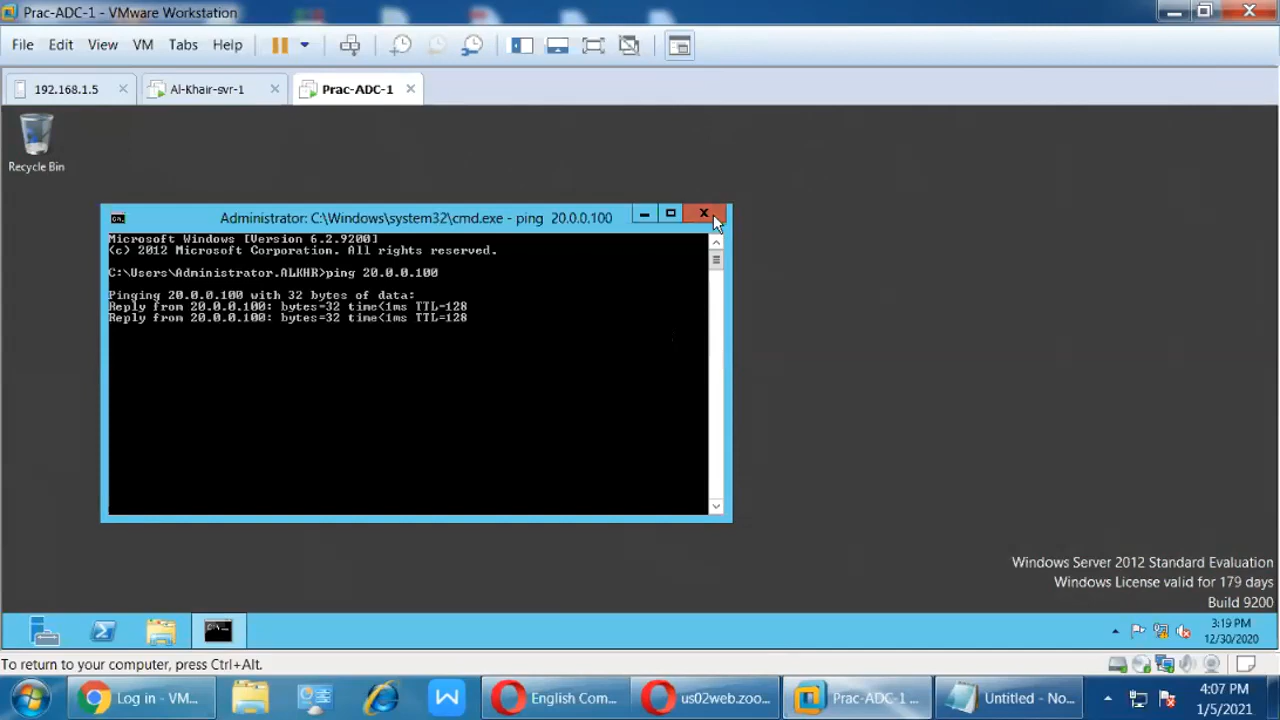 Prac-ADC-1 - VMware Workstation
File Edit View VM Tabs Help
192.168.1.5 Al-Khair-svr-1 Prac-ADC-1
Recycle Bin
Administrator: C:\Windows\system32\cmd.exe - ping 20.0.0.100
Microsoft Windows [Version 6.2.9200]
(c) 2012 Microsoft Corporation. All rights reserved.
C:\Users\Administrator.ALKHR>ping 20.0.0.100
Pinging 20.0.0.100 with 32 bytes of data:
Reply from 20.0.0.100: bytes=32 time<1ms TTL=128
Reply from 20.0.0.100: bytes=32 time<1ms TTL=128
Windows Server 2012 Standard Evaluation
Windows License valid for 179 days
Build 9200
3:19 PM
12/30/2020
To return to your computer, press Ctrl+Alt.
Log in - VM... English Com... us02web.zoo... Prac-ADC-1 ... Untitled - No...
4:07 PM
1/5/2021